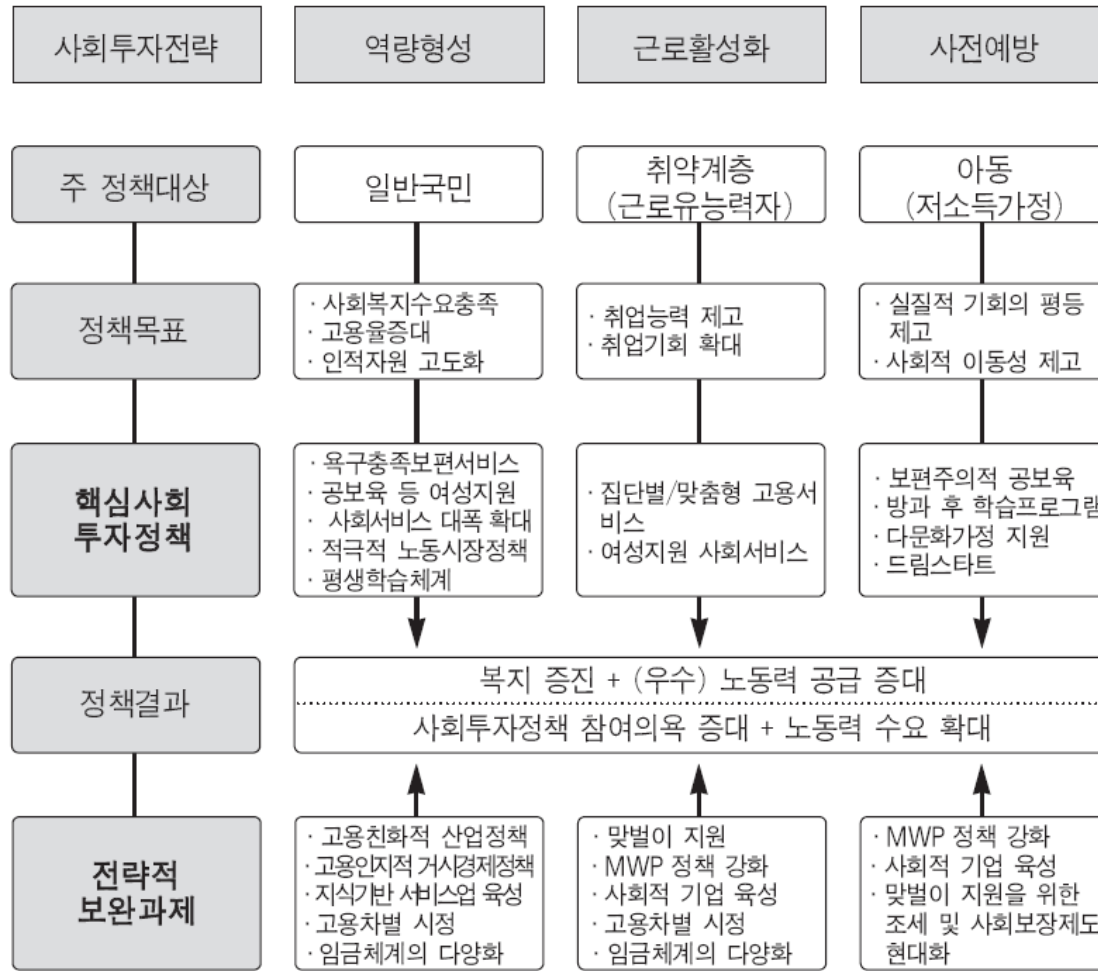 사회투자전략
역량형성
근로활성화
사전예방
주 정책대상
일반국민
취약계층
(근로유능력자)
아동
(저소득가정)
정책목표
· 사회복지수요충족
· 고용율증대
· 인적자원 고도화
· 취업능력 제고
· 취업기회 확대
· 실질적 기회의 평등
제고
· 사회적 이동성 제고
핵심사회
투자정책
· 욕구충족보편서비스
· 공보육 등 여성지원
· 사회서비스 대폭 확대
· 적극적 노동시장정책
· 평생학습체계
· 집단별/맞춤형 고용서
비스
· 여성지원 사회서비스
· 보편주의적 공보육
· 방과 후 학습프로그램
· 다문화가정 지원
· 드림스타트
정책결과
복지 증진 + (우수) 노동력 공급 증대
사회투자정책 참여의욕 증대 + 노동력 수요 확대
전략적
보완과제
· 고용친화적 산업정책
· 고용인지적 거시경제정책
· 지식기반 서비스업 육성
· 고용차별 시정
· 임금체계의 다양화
· 맞벌이 지원
· MWP 정책 강화
· 사회적 기업 육성
· 고용차별 시정
· 임금체계의 다양화
· MWP 정책 강화
· 사회적 기업 육성
· 맞벌이 지원을 위한
조세 및 사회보장제도
현대화